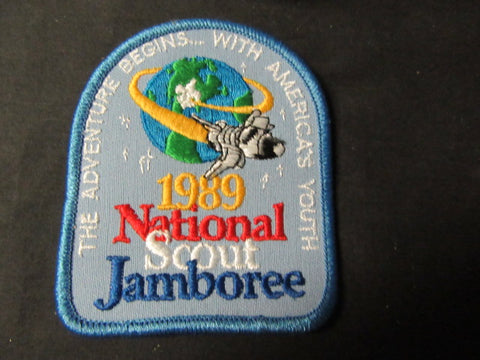 THE ADVENTURE BEGINS... WITH AMERICA'S YOUTH
1989
National
Scout
Jamboree